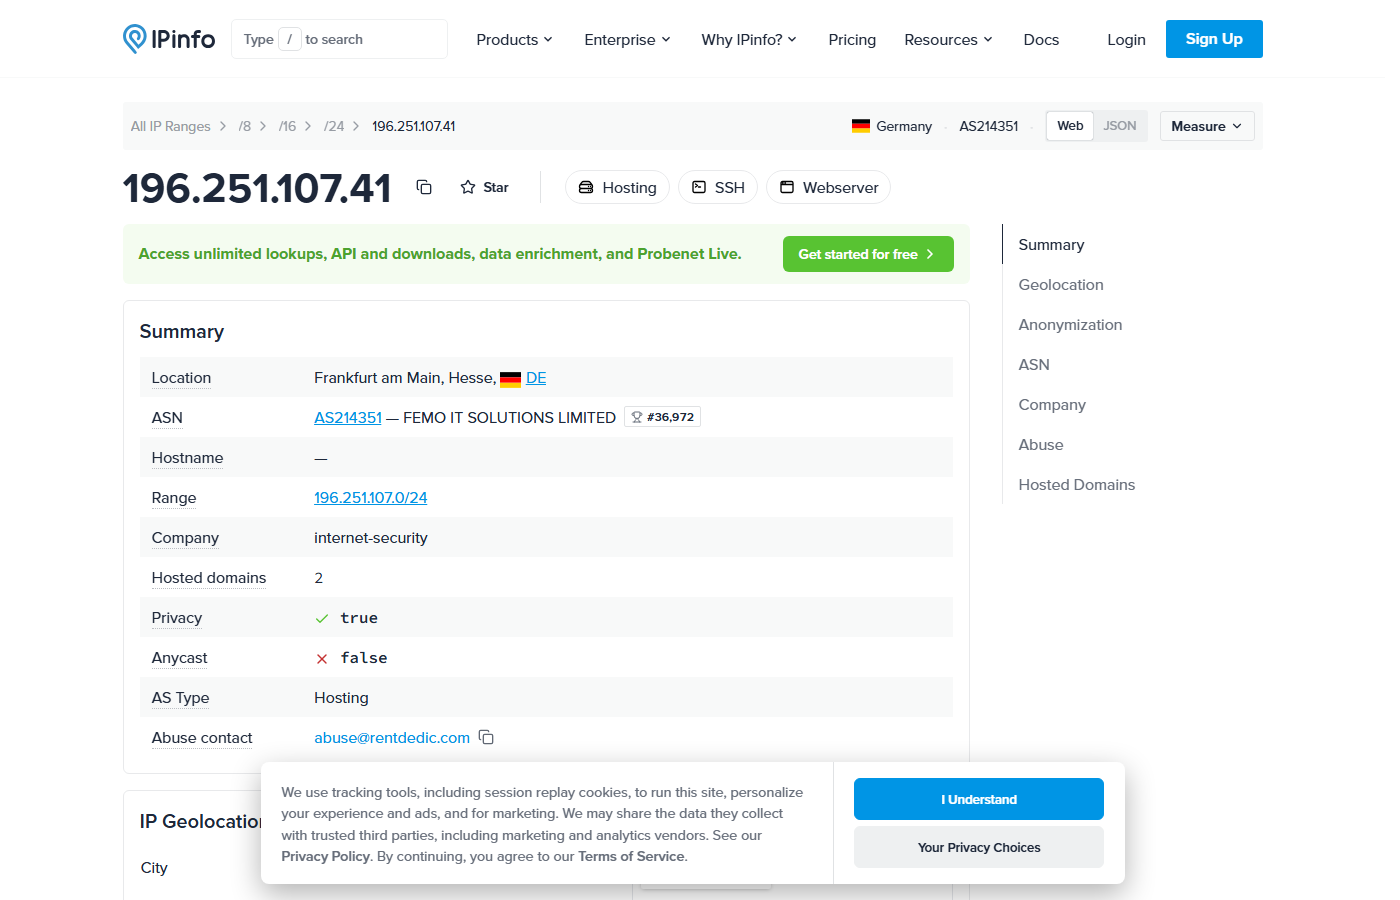 IPinfo
Type / to search
Products
Enterprise
Why IPinfo?
Pricing
Resources
Docs
Login
Sign Up
All IP Ranges > /8 > /16 > /24 > 196.251.107.41
Germany
AS214351
Web
JSON
Measure
196.251.107.41
Star
Hosting
SSH
Webserver
Access unlimited lookups, API and downloads, data enrichment, and Probenet Live.
Get started for free
Summary
Geolocation
Anonymization
ASN
Company
Abuse
Hosted Domains
Summary
Location Frankfurt am Main, Hesse, DE
ASN AS214351 — FEMO IT SOLUTIONS LIMITED #36,972
Hostname —
Range 196.251.107.0/24
Company internet-security
Hosted domains 2
Privacy true
Anycast false
AS Type Hosting
Abuse contact abuse@rentdedic.com
IP Geolocation
City
We use tracking tools, including session replay cookies, to run this site, personalize
your experience and ads, and for marketing. We may share the data they collect
with trusted third parties, including marketing and analytics vendors. See our
Privacy Policy. By continuing, you agree to our Terms of Service.
I Understand
Your Privacy Choices